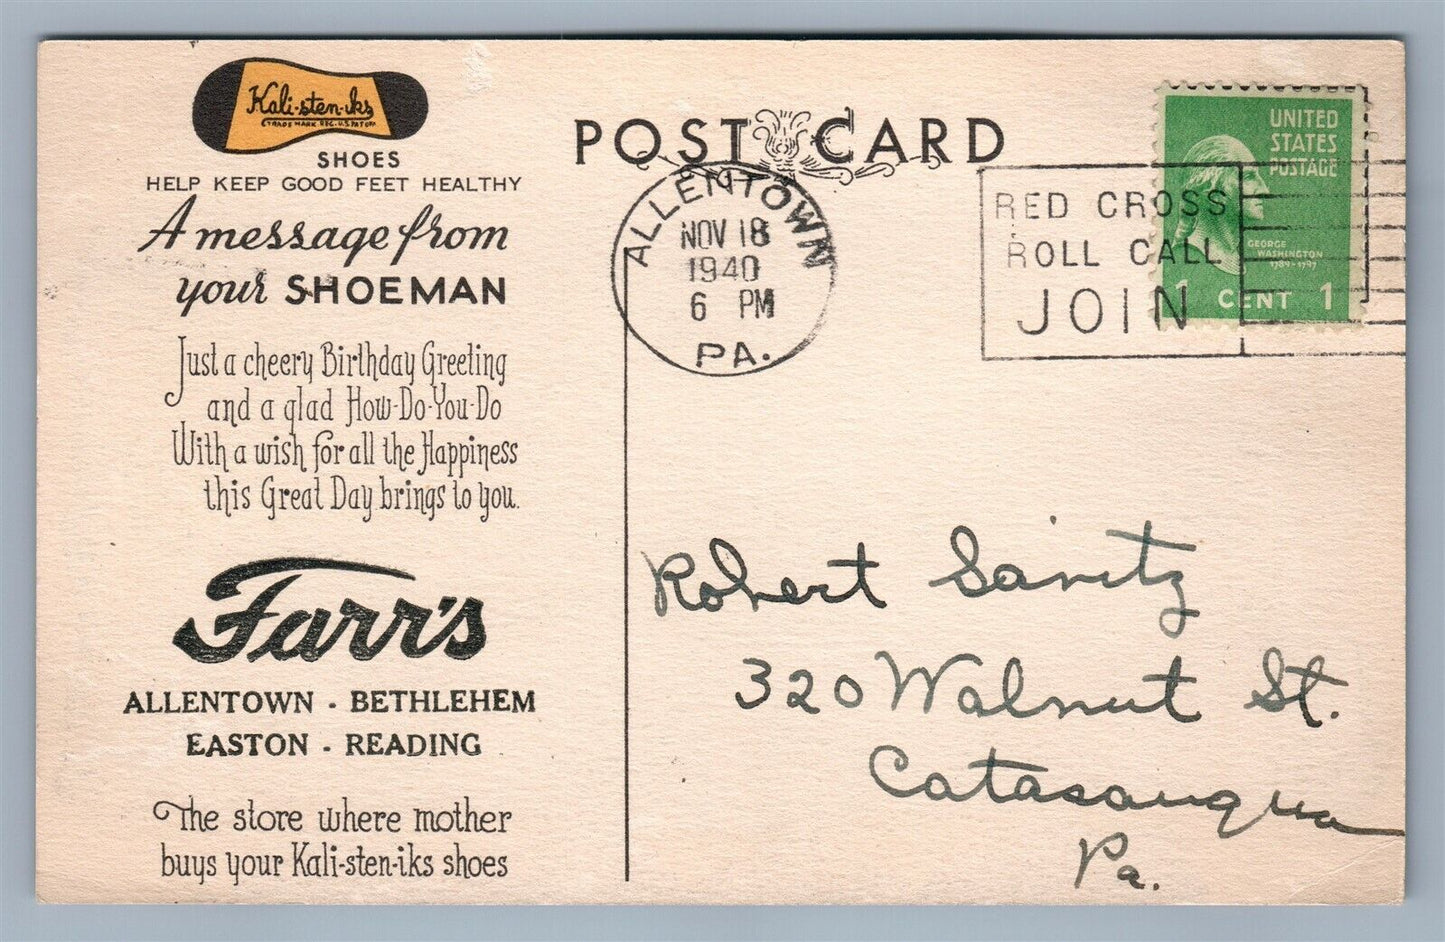 Kali-sten-iks
TRADE MARK REG. U.S. PAT OFF.
SHOES
HELP KEEP GOOD FEET HEALTHY
A message from
your SHOEMAN
Just a cheery Birthday Greeting
and a glad How-Do-You-Do
With a wish for all the Happiness
this Great Day brings to you.
Farr's
ALLENTOWN - BETHLEHEM
EASTON - READING
The store where mother
buys your Kali-sten-iks shoes
POST CARD
ALLENTOWN
NOV 18
1940
6 PM
PA.
RED CROSS
ROLL CALL
JOIN
UNITED
STATES
POSTAGE
GEORGE
WASHINGTON
1789-1797
1 CENT 1
Robert Savitz
320 Walnut St.
Catasauqua
Pa.